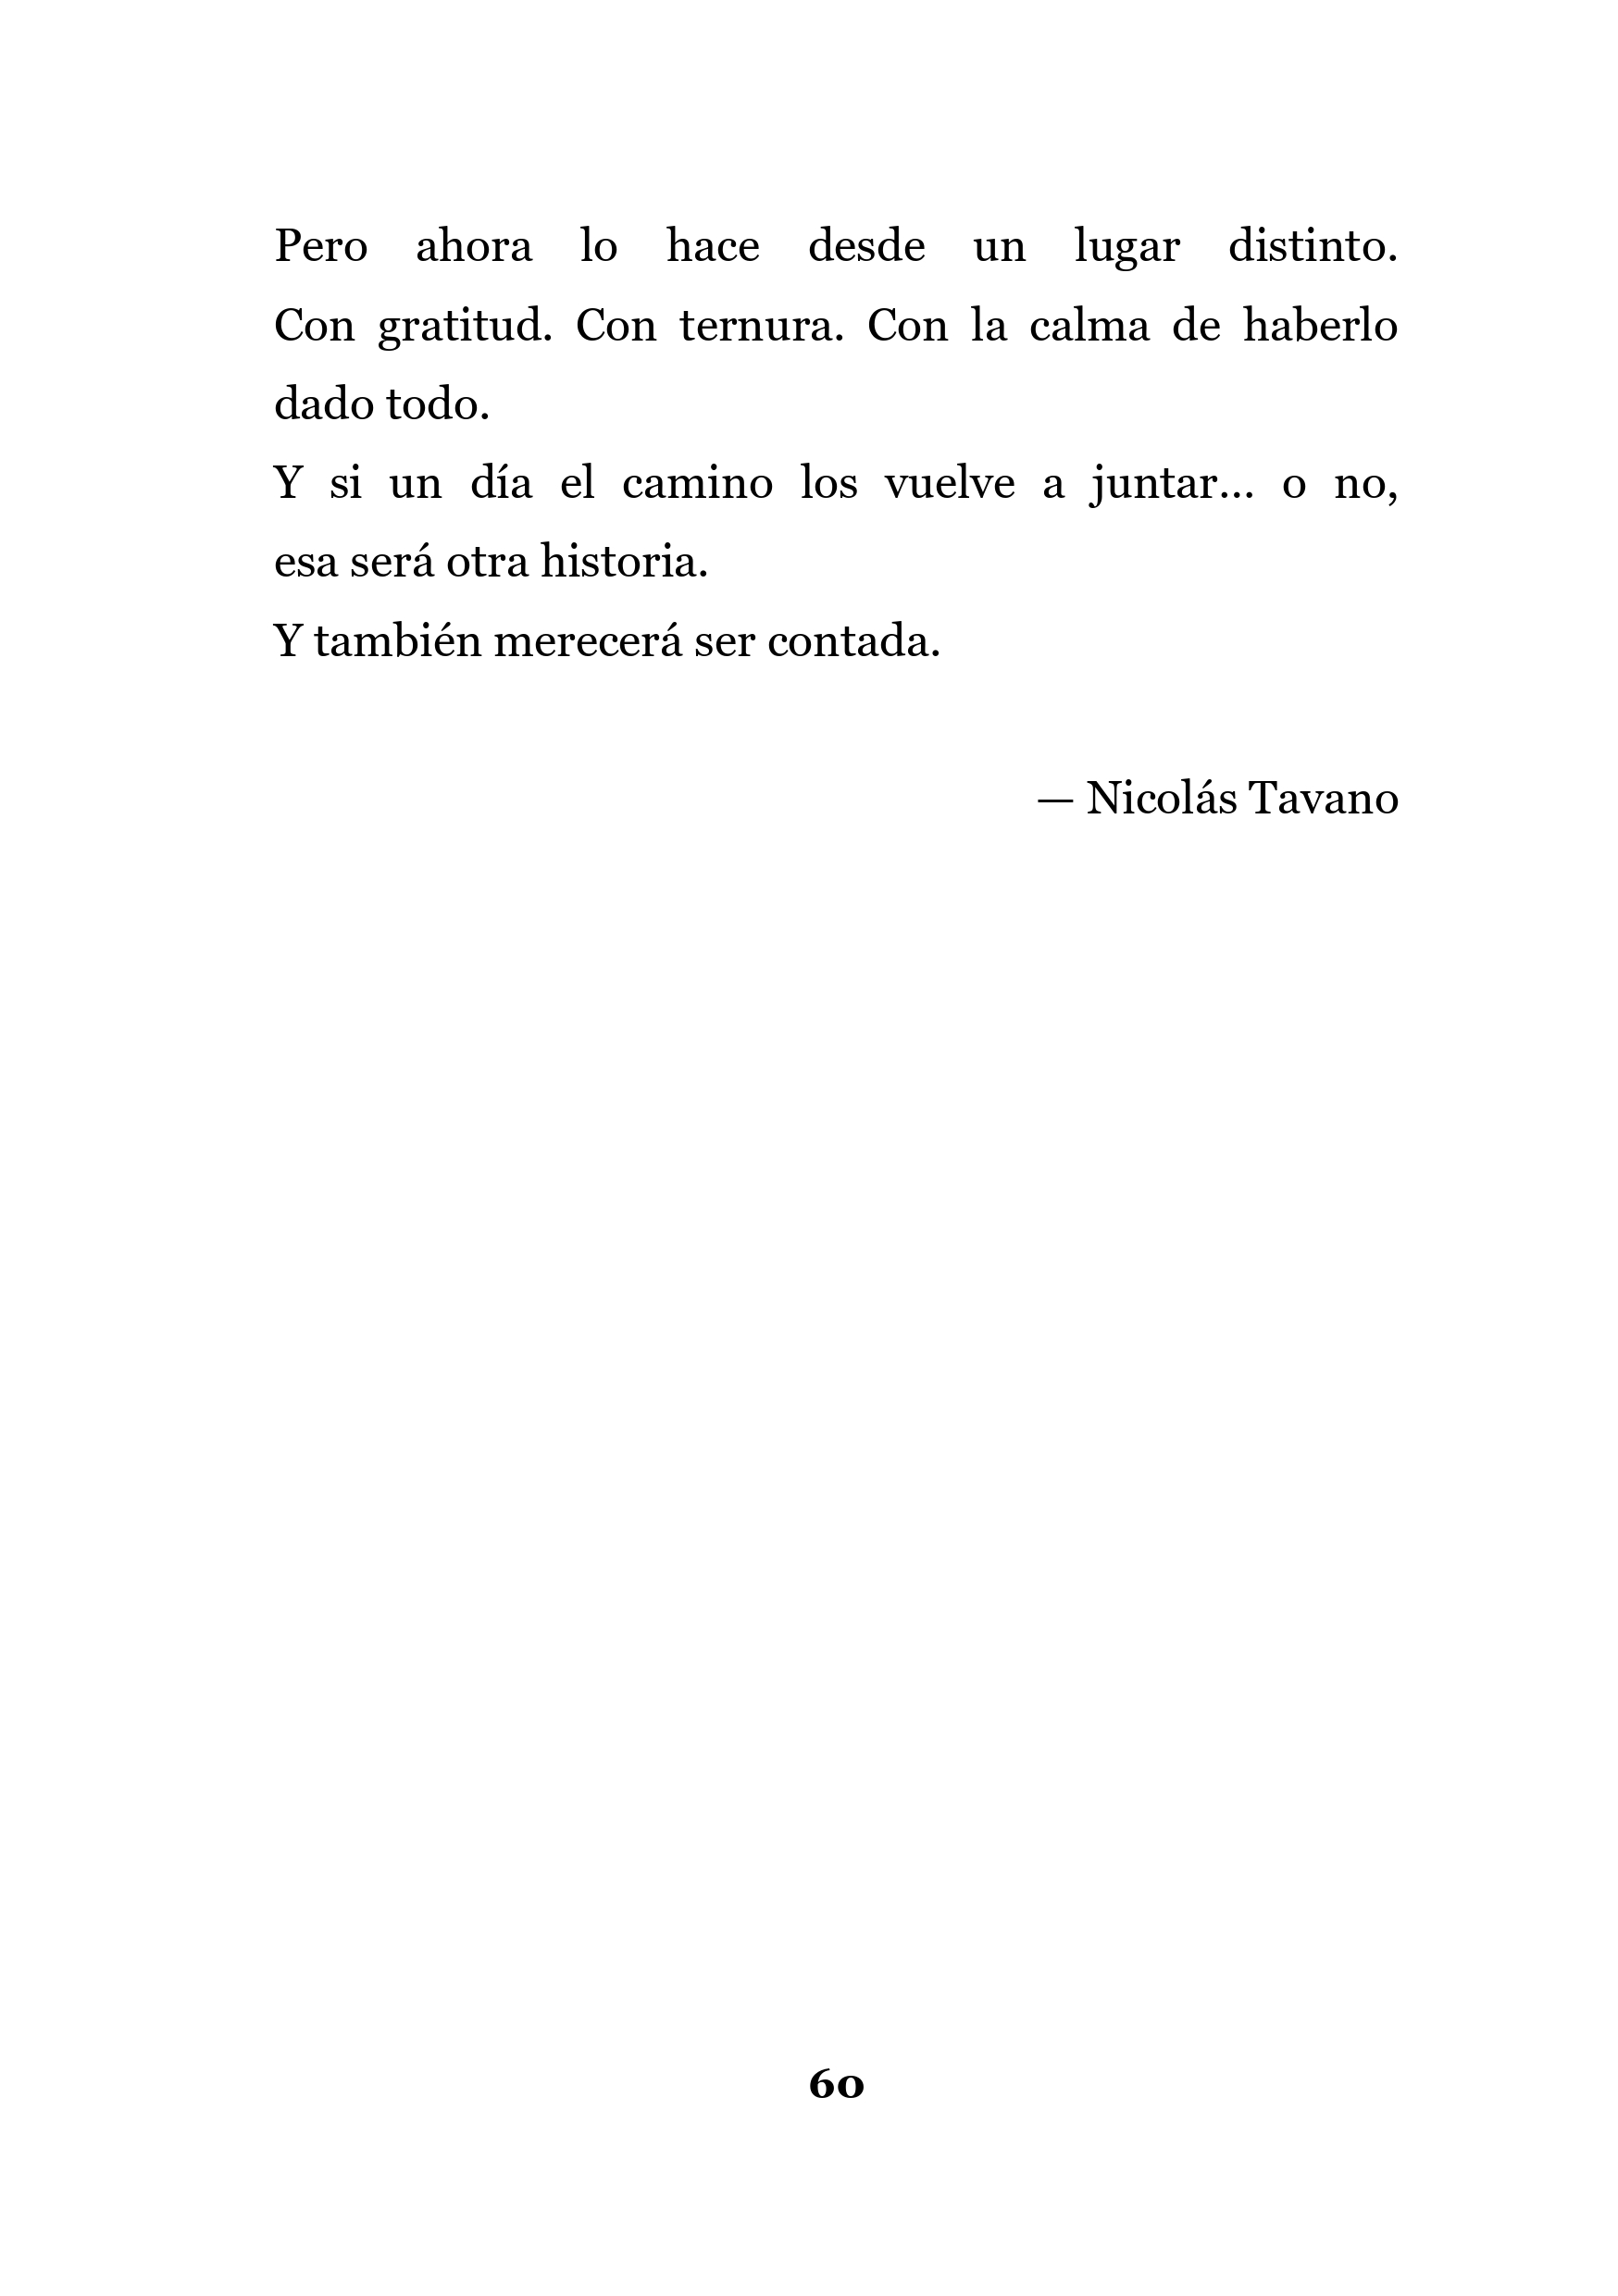 Pero ahora lo hace desde un lugar distinto.
Con gratitud. Con ternura. Con la calma de haberlo
dado todo.
Y si un día el camino los vuelve a juntar... o no,
esa será otra historia.
Y también merecerá ser contada.
— Nicolás Tavano
60